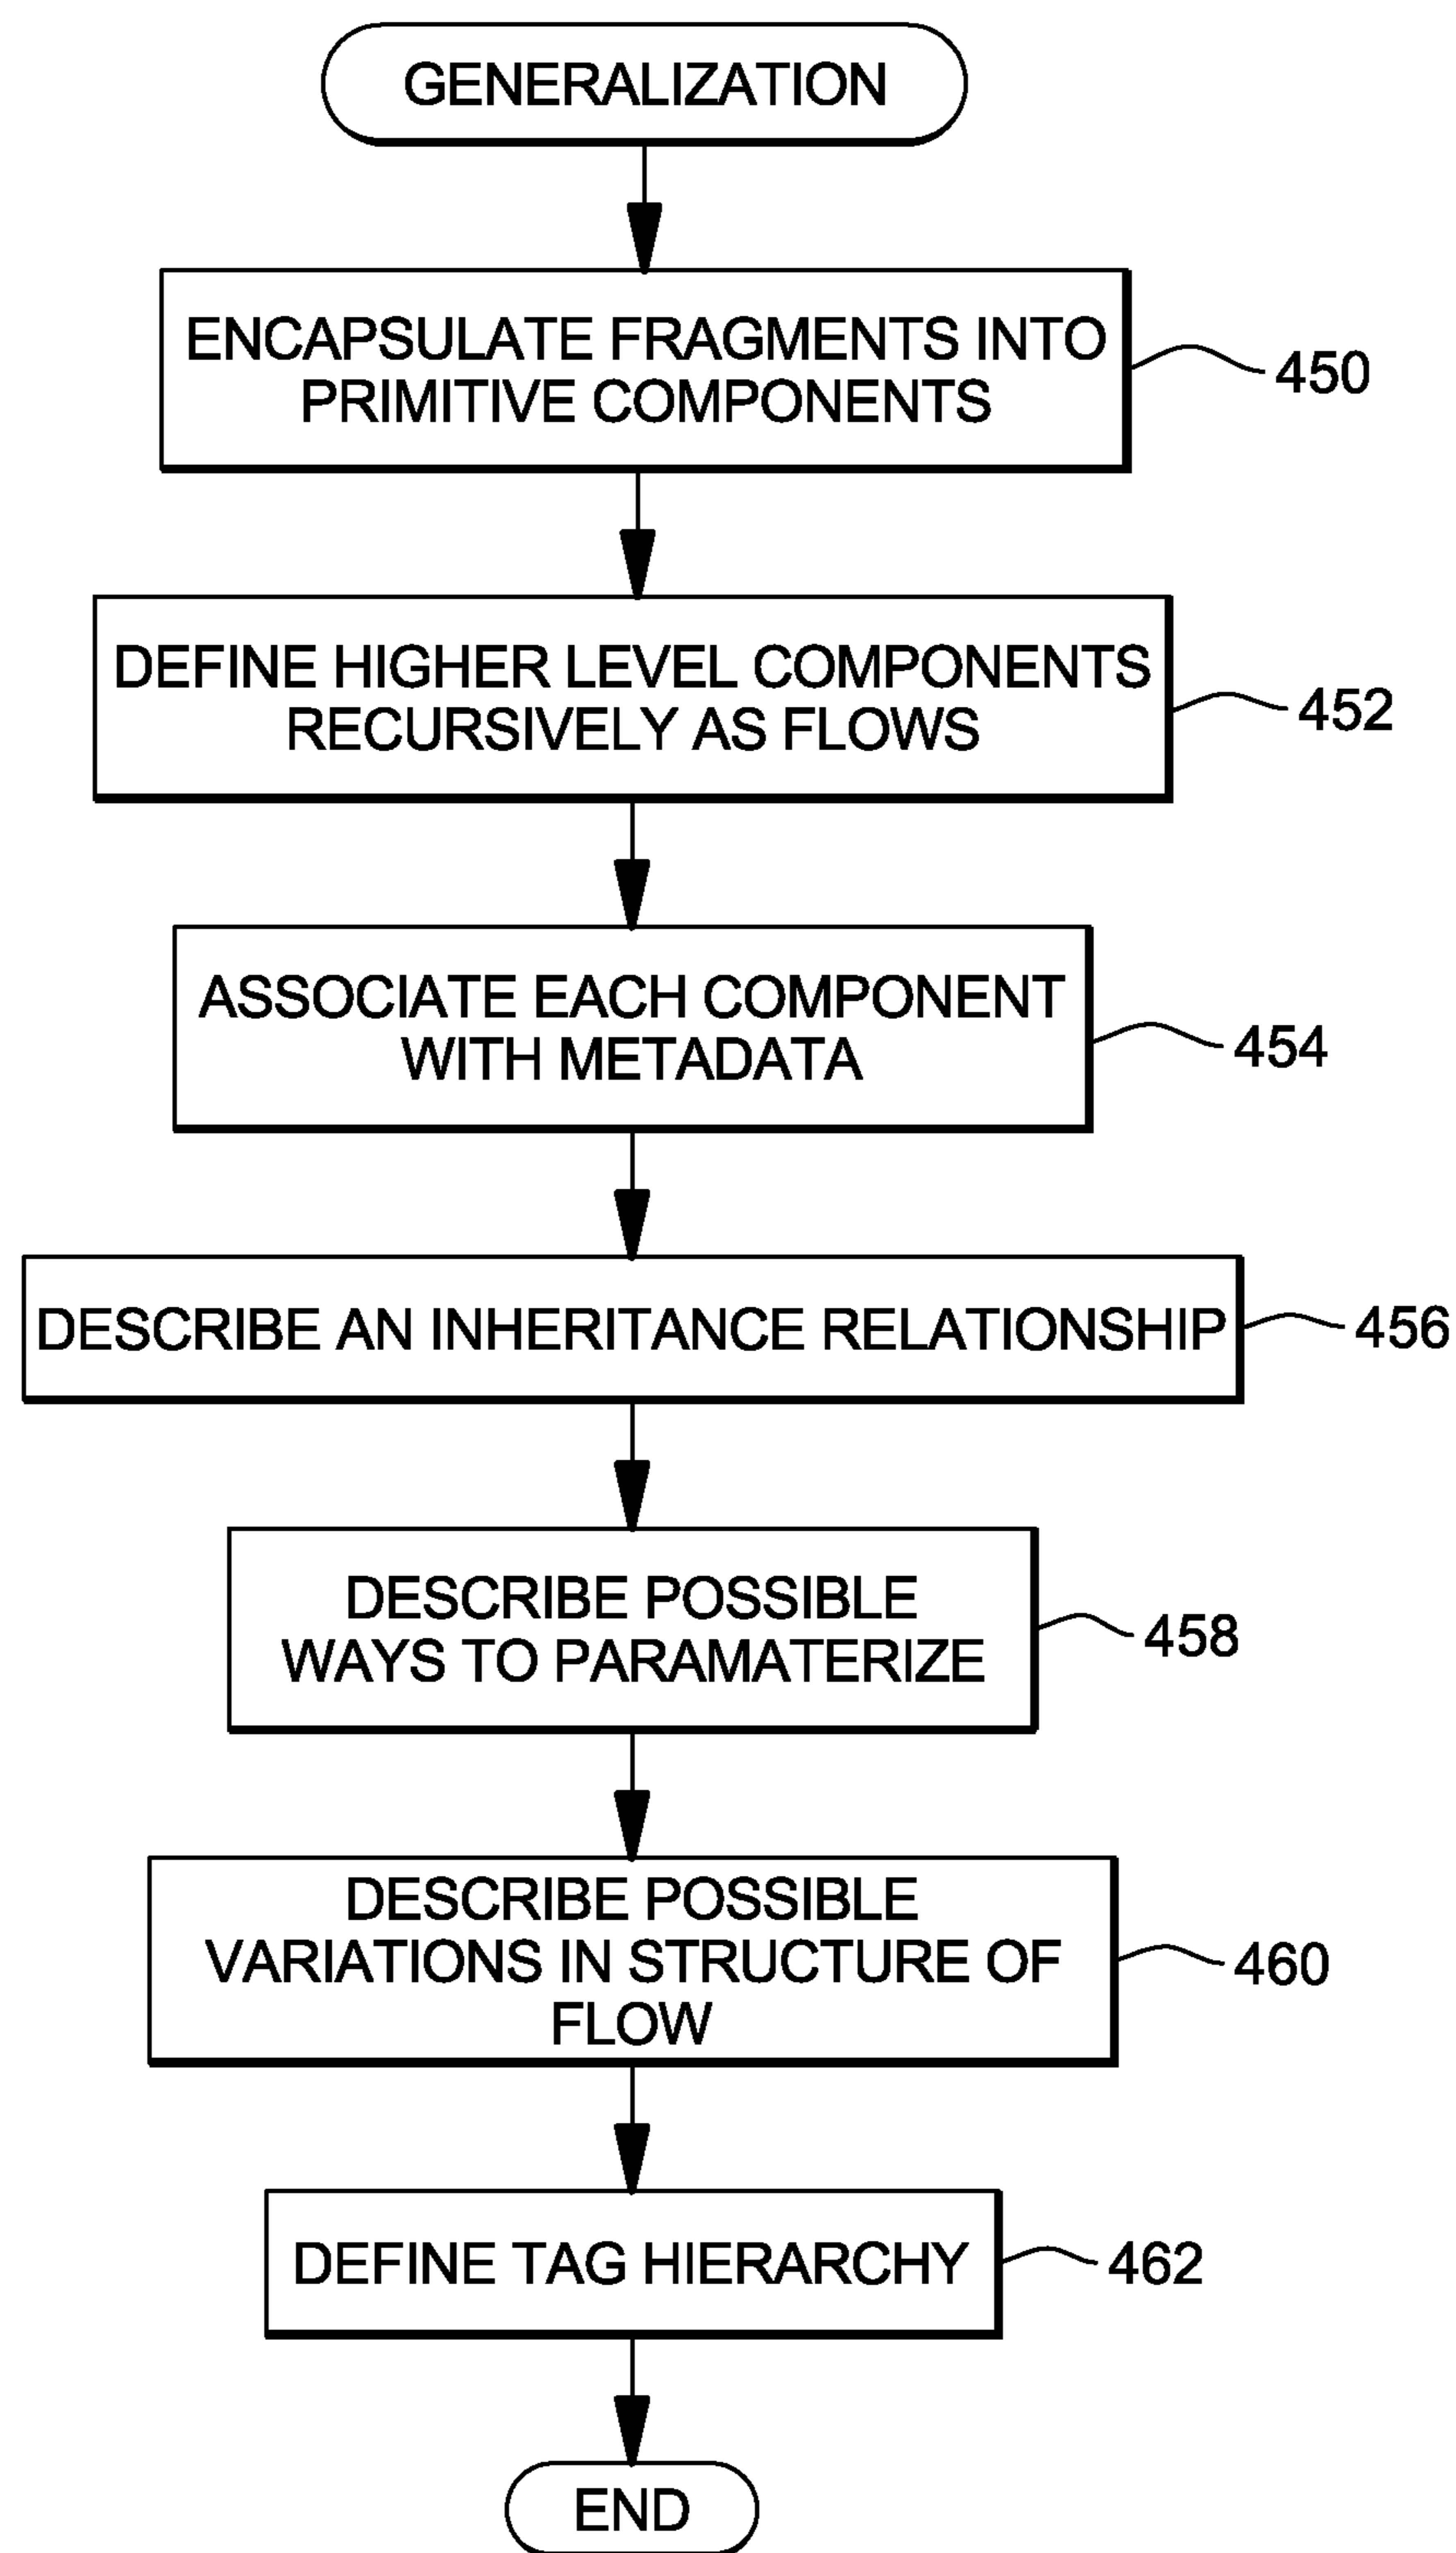 GENERALIZATION
ENCAPSULATE FRAGMENTS INTO
PRIMITIVE COMPONENTS
450
DEFINE HIGHER LEVEL COMPONENTS
RECURSIVELY AS FLOWS
452
ASSOCIATE EACH COMPONENT
WITH METADATA
454
DESCRIBE AN INHERITANCE RELATIONSHIP
456
DESCRIBE POSSIBLE
WAYS TO PARAMATERIZE
458
DESCRIBE POSSIBLE
VARIATIONS IN STRUCTURE OF
FLOW
460
DEFINE TAG HIERARCHY
462
END